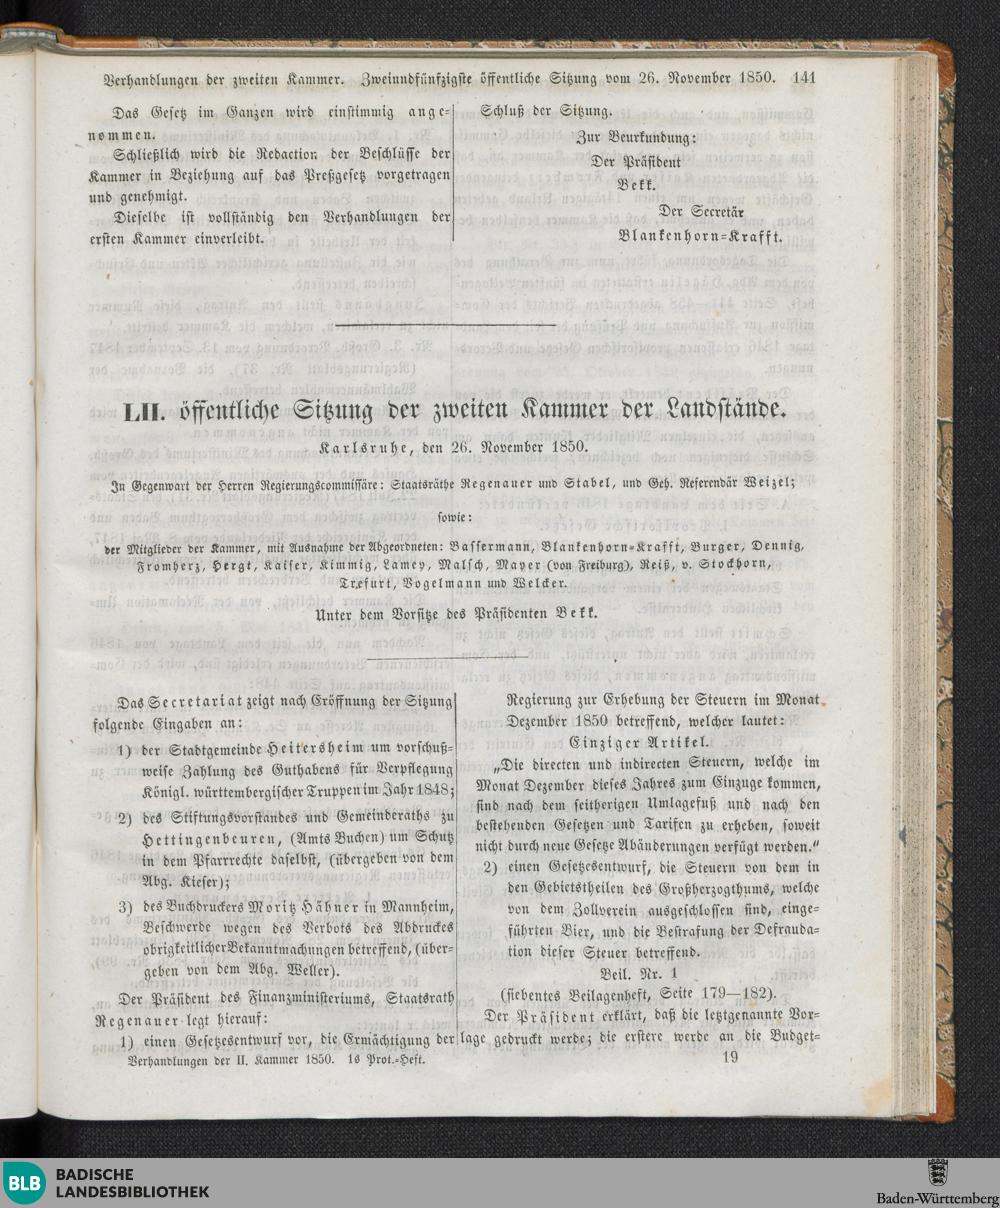 Verhandlungen der zweiten Kammer. Zweiundfünfzigste öffentliche Sitzung vom 26. November 1850. 141
Das Gesetz im Ganzen wird einstimmig ange-
nommen.
Schließlich wird die Redaction der Beschlüsse der
Kammer in Beziehung auf das Preßgesetz vorgetragen
und genehmigt.
Dieselbe ist vollständig den Verhandlungen der
ersten Kammer einverleibt.
Schluß der Sitzung.
Zur Beurkundung:
Der Präsident
Bekk.
Der Secretär
Blankenhorn-Krafft.
LII. öffentliche Sitzung der zweiten Kammer der Landstände.
Karlsruhe, den 26. November 1850.
In Gegenwart der Herren Regierungscommissäre: Staatsräthe Regenauer und Stabel, und Geh. Referendär Weizel;
sowie:
der Mitglieder der Kammer, mit Ausnahme der Abgeordneten: Bassermann, Blankenhorn-Krafft, Burger, Dennig,
Fromherz, Hergt, Kaiser, Kimmig, Lamey, Malsch, Mayer (von Freiburg), Reiß, v. Stockhorn,
Trefurt, Vogelmann und Welcker.
Unter dem Vorsitze des Präsidenten Bekk.
Das Secretariat zeigt nach Eröffnung der Sitzung
folgende Eingaben an:
1) der Stadtgemeinde Heitersheim um vorschuß-
weise Zahlung des Guthabens für Verpflegung
Königl. württembergischer Truppen im Jahr 1848;
2) des Stiftungsvorstandes und Gemeinderaths zu
Hettingenbeuren, (Amts Buchen) um Schutz
in dem Pfarrrechte daselbst, (übergeben von dem
Abg. Kieser);
3) des Buchdruckers Moritz Hähner in Mannheim,
Beschwerde wegen des Verbots des Abdruckes
obrigkeitlicher Bekanntmachungen betreffend, (über-
geben von dem Abg. Weller).
Der Präsident des Finanzministeriums, Staatsrath
Regenauer legt hierauf:
1) einen Gesetzesentwurf vor, die Ermächtigung der
Regierung zur Erhebung der Steuern im Monat
Dezember 1850 betreffend, welcher lautet:
Einziger Artikel.
„Die directen und indirecten Steuern, welche im
Monat Dezember dieses Jahres zum Einzuge kommen,
sind nach dem seitherigen Umlagefuß und nach den
bestehenden Gesetzen und Tarifen zu erheben, soweit
nicht durch neue Gesetze Abänderungen verfügt werden.“
2) einen Gesetzesentwurf, die Steuern von dem in
den Gebietstheilen des Großherzogthums, welche
von dem Zollverein ausgeschlossen sind, einge-
führten Bier, und die Bestrafung der Defrauda-
tion dieser Steuer betreffend.
Beil. Nr. 1
(siebentes Beilagenheft, Seite 179—182).
Der Präsident erklärt, daß die letztgenannte Vor-
lage gedruckt werde; die erstere werde an die Budget-
Verhandlungen der II. Kammer 1850. 1s Prot.-Heft.
19
BLB BADISCHE
LANDESBIBLIOTHEK
Baden-Württemberg